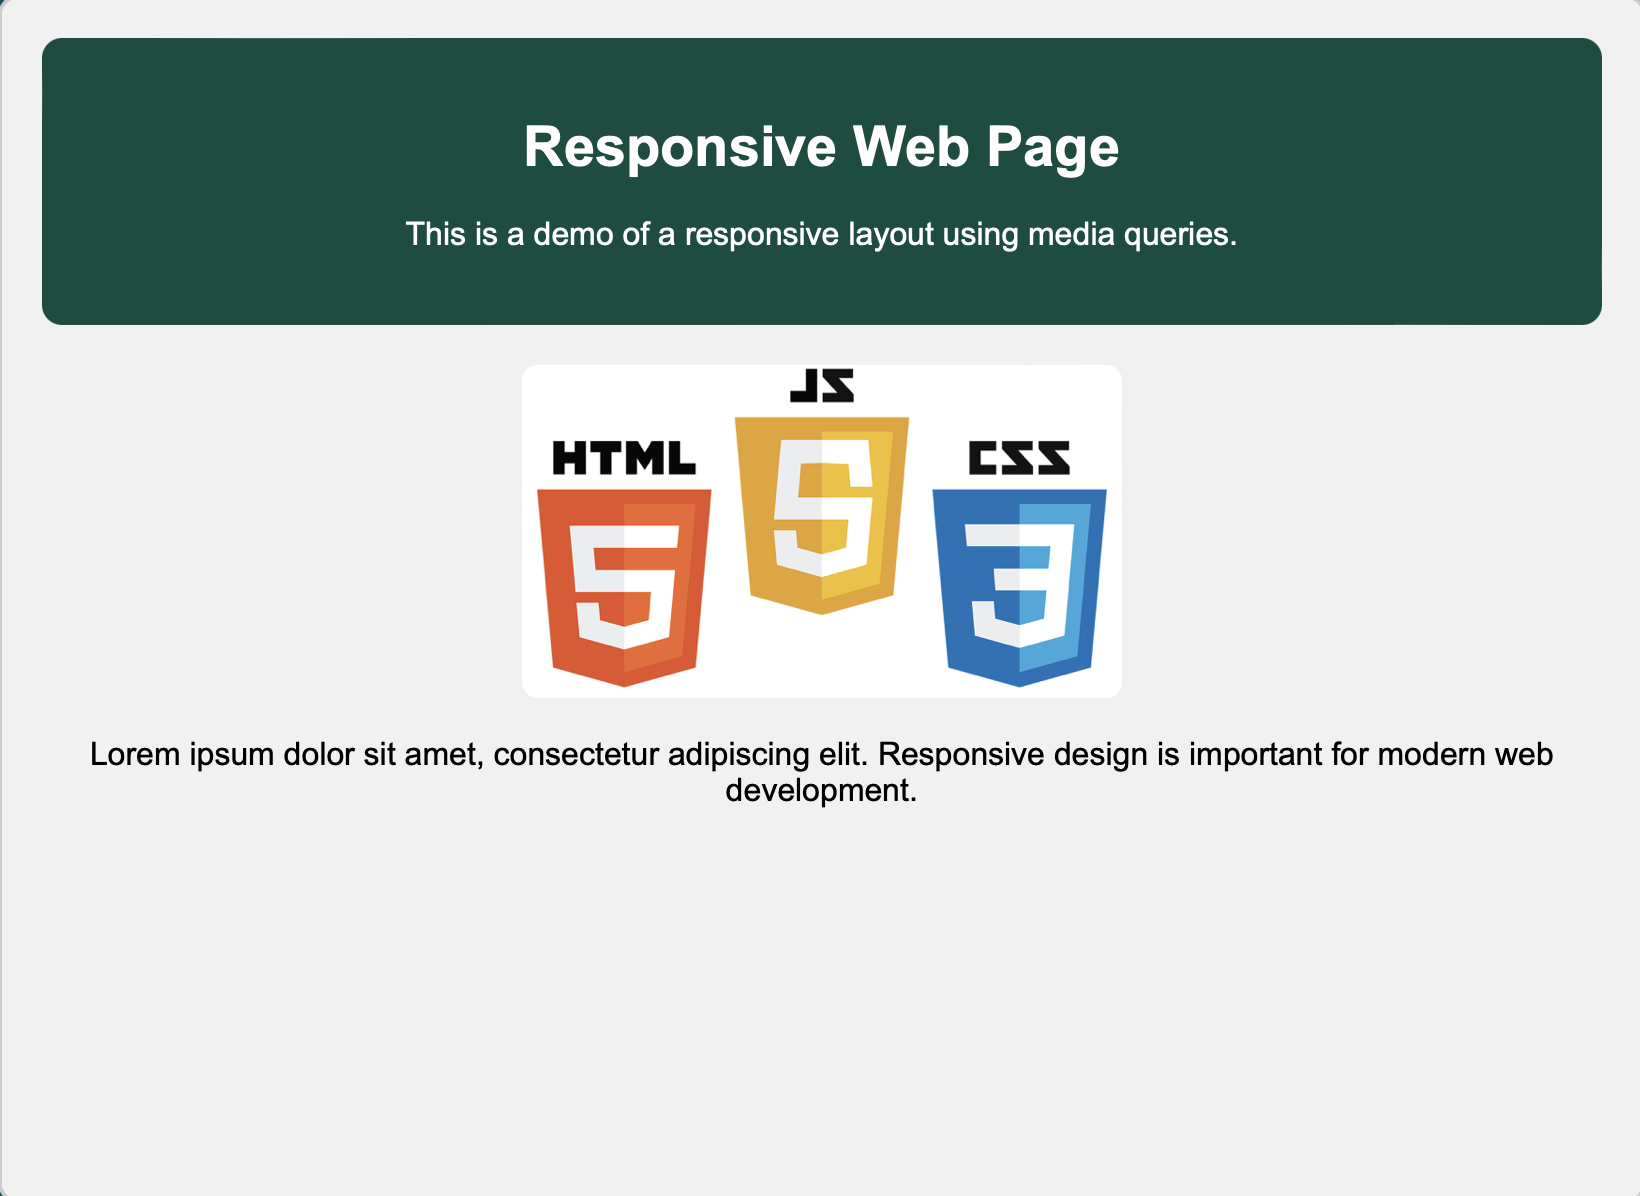 Responsive Web Page
This is a demo of a responsive layout using media queries.
JS
HTML
CSS
5
5
3
Lorem ipsum dolor sit amet, consectetur adipiscing elit. Responsive design is important for modern web
development.